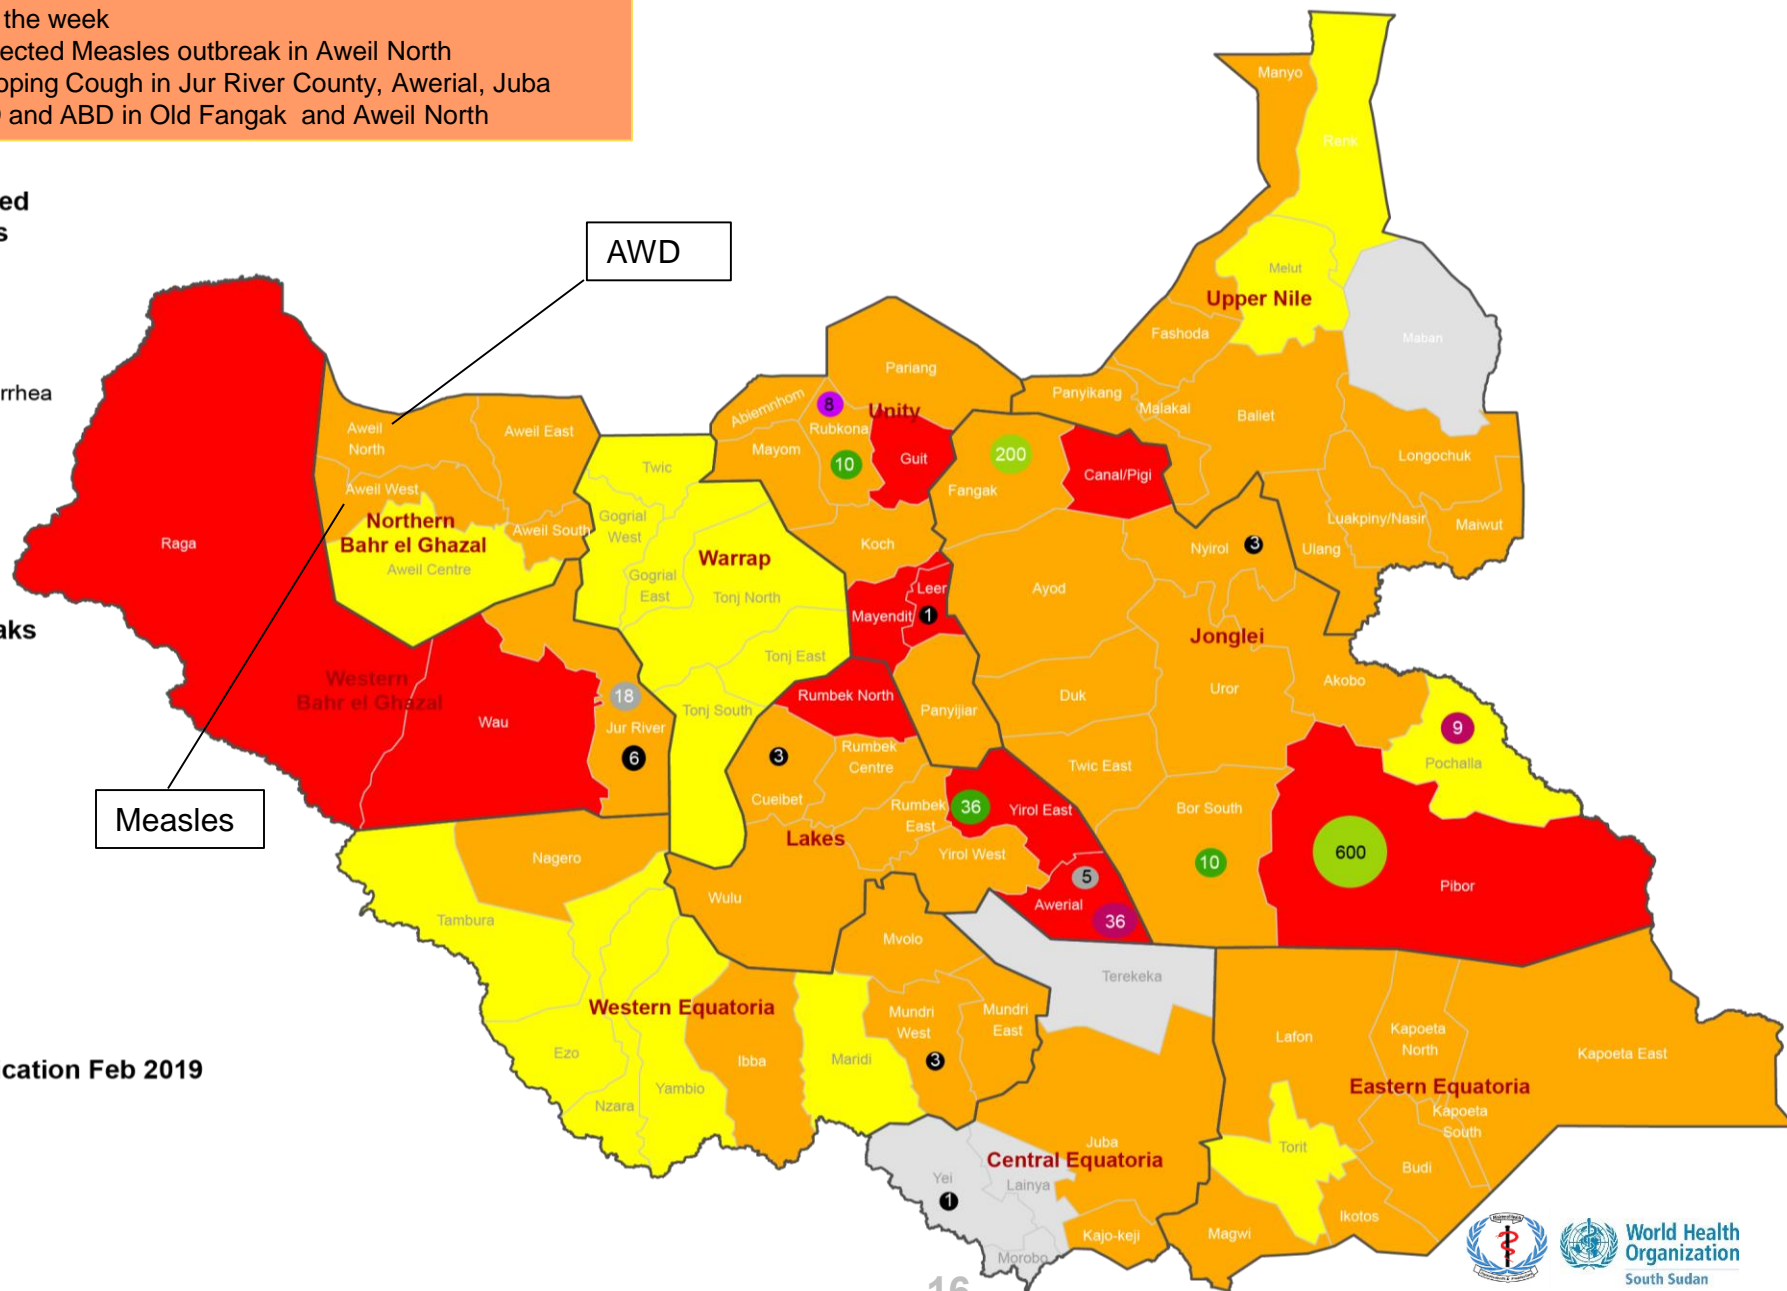 the week
ected Measles outbreak in Aweil North
oping Cough in Jur River County, Awerial, Juba
and ABD in Old Fangak and Aweil North
ed
s
rrhea
aks
ication Feb 2019
AWD
Measles
Manyo
Rank
Melut
Upper Nile
Maban
Fashoda
Pariang
Panyikang
Malakal
Baliet
Abiemnhom
8
Unity
Rubkona
Mayom
10
Guit
200
Fangak
Canal/Pigi
Longochuk
Aweil
North
Aweil East
Twic
Aweil West
Northern
Bahr el Ghazal
Aweil South
Aweil Centre
Gogrial
West
Luakpiny/Nasir
Maiwut
Raga
Koch
Nyirol
3
Ulang
Warrap
Gogrial
East
Tonj North
Leer
Mayendit
1
Ayod
Jonglei
Tonj East
Western
Bahr el Ghazal
Wau
18
Jur River
6
Tonj South
Rumbek North
Panyijiar
Duk
Uror
Akobo
9
Pochalla
3
Cueibet
Rumbek
Centre
Twic East
Rumbek
East
36
Yirol East
Bor South
10
600
Pibor
Lakes
Yirol West
Nagero
Wulu
5
Awerial
36
Tambura
Mvolo
Terekeka
Western Equatoria
Mundri
West
3
Mundri
East
Lafon
Kapoeta
North
Kapoeta East
Ezo
Ibba
Maridi
Yambio
Nzara
Eastern Equatoria
Kapoeta
South
Juba
Central Equatoria
Torit
Budi
Yei
1
Lainya
Morobo
Kajo-keji
Magwi
Ikotos
16
World Health
Organization
South Sudan